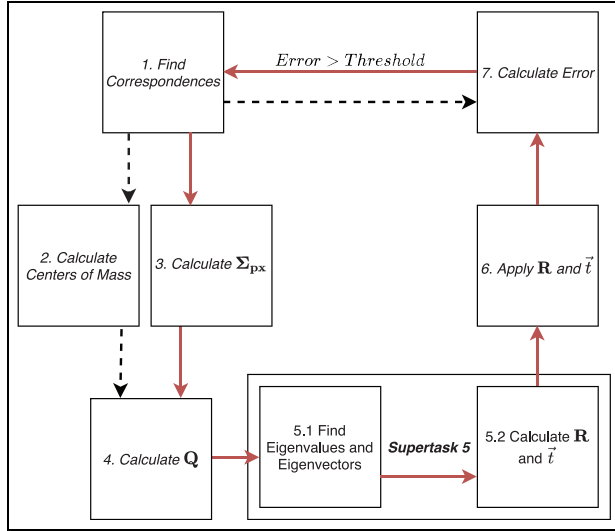 1. Find
Correspondences
Error > Threshold
7. Calculate Error
2. Calculate
Centers of Mass
3. Calculate Σpx
6. Apply R and t⃗
4. Calculate Q
5.1 Find
Eigenvalues and
Eigenvectors
Supertask 5
5.2 Calculate R
and t⃗